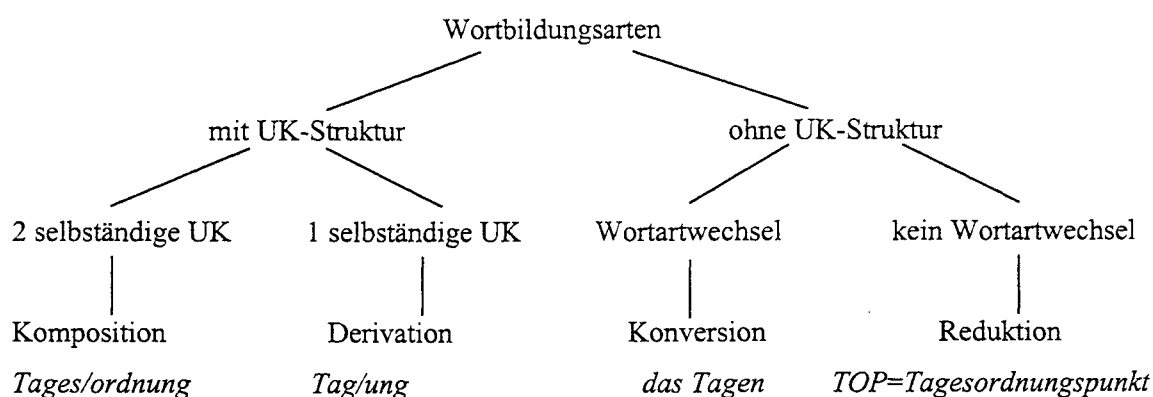 Wortbildungsarten
mit UK-Struktur ohne UK-Struktur
2 selbständige UK 1 selbständige UK Wortartwechsel kein Wortartwechsel
Komposition Derivation Konversion Reduktion
Tages/ordnung Tag/ung das Tagen TOP=Tagesordnungspunkt